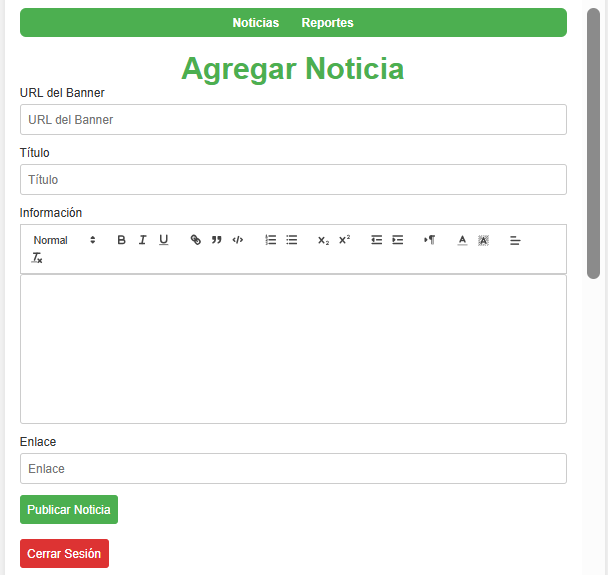 Noticias Reportes
Agregar Noticia
URL del Banner
URL del Banner
Título
Título
Información
Normal
Enlace
Enlace
Publicar Noticia
Cerrar Sesión